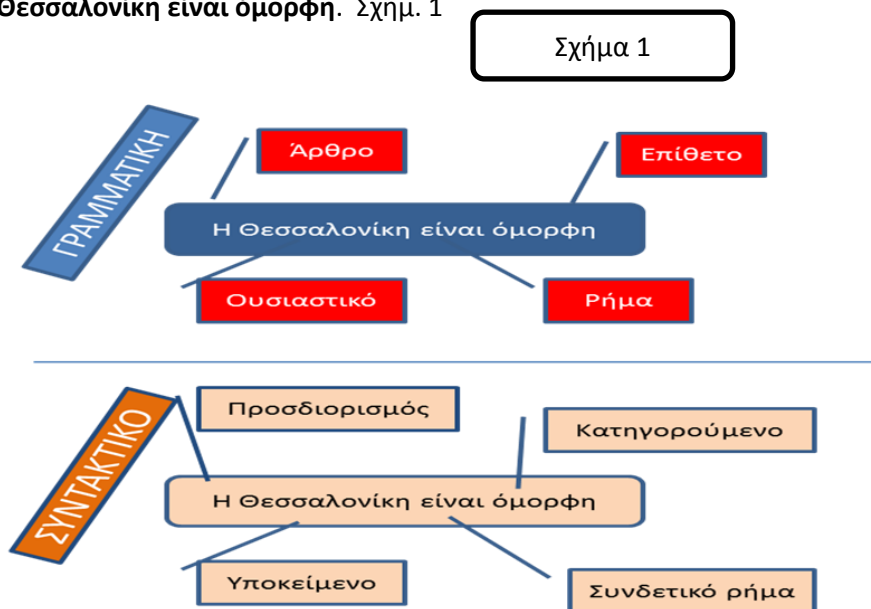 Θεσσαλονίκη είναι όμορφη. Σχημ. 1
Σχήμα 1
ΓΡΑΜΜΑΤΙΚΗ
Άρθρο
Επίθετο
Η Θεσσαλονίκη είναι όμορφη
Ουσιαστικό
Ρήμα
ΣΥΝΤΑΚΤΙΚΟ
Προσδιορισμός
Κατηγορούμενο
Η Θεσσαλονίκη είναι όμορφη
Υποκείμενο
Συνδετικό ρήμα